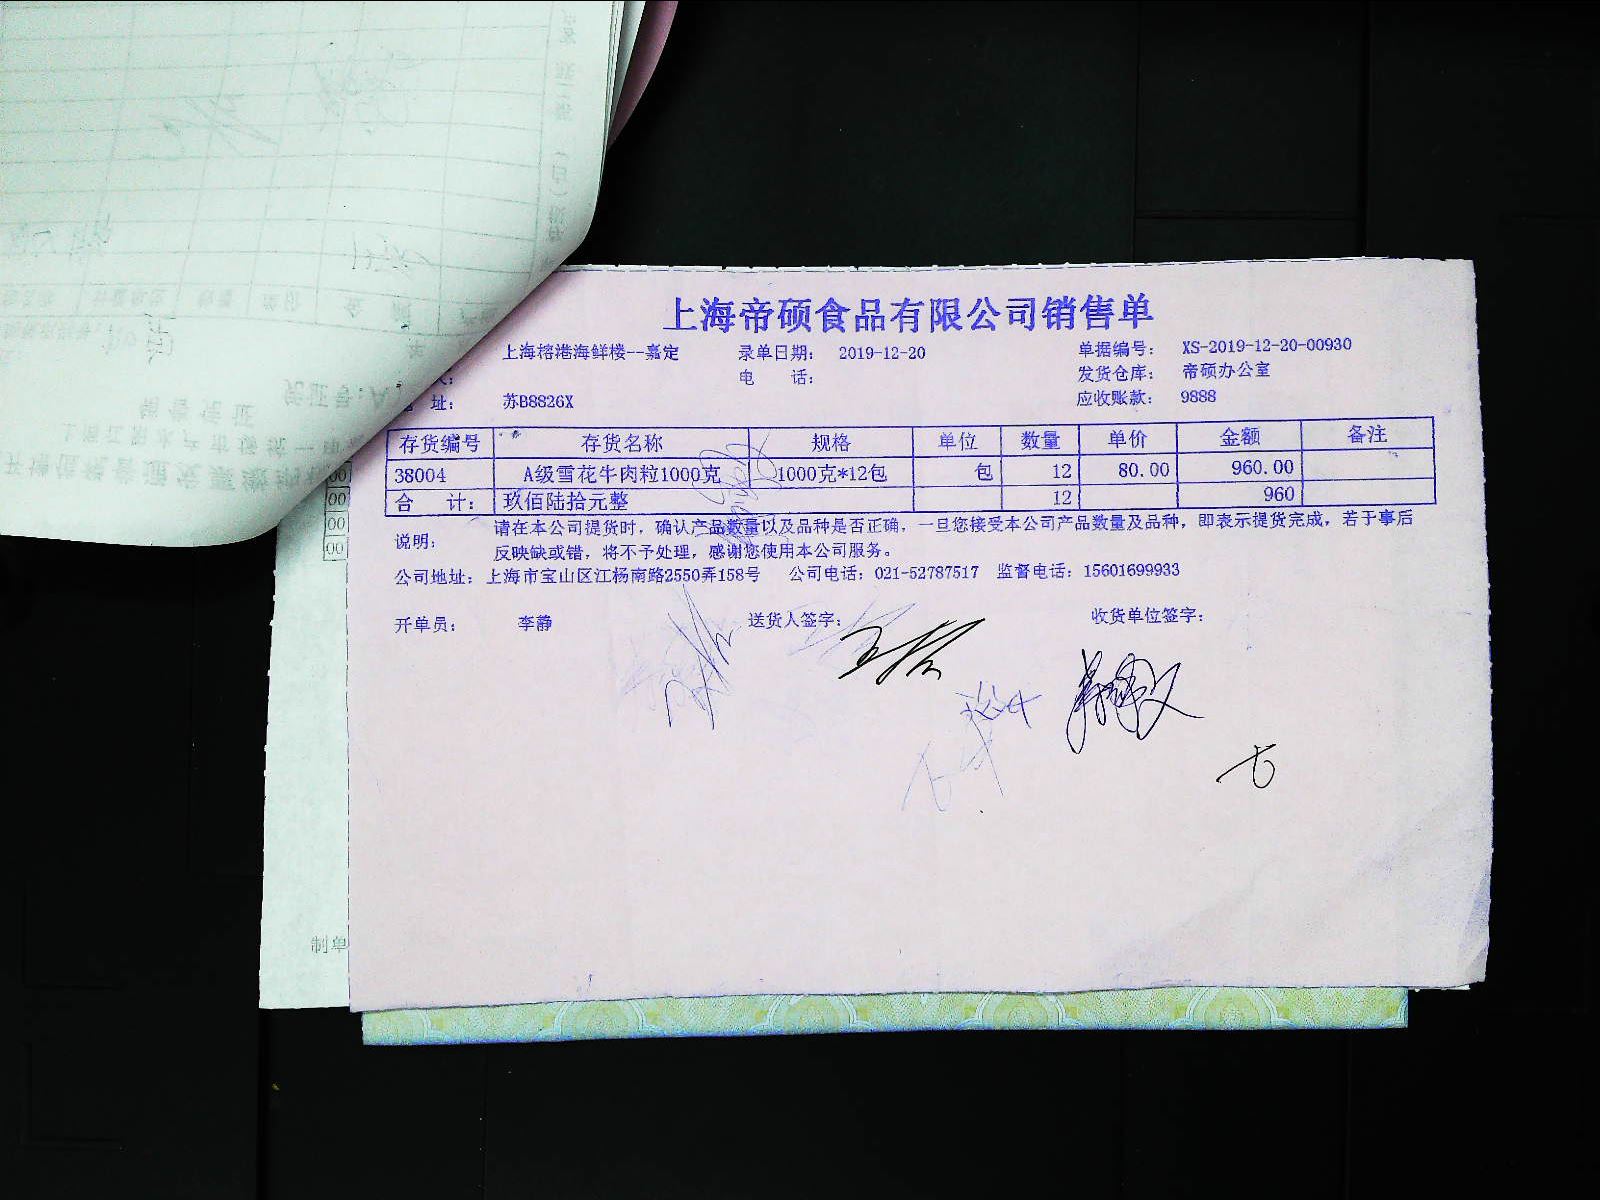 上海帝硕食品有限公司销售单
上海榕港海鲜楼--嘉定 录单日期： 2019-12-20 单据编号： XS-2019-12-20-00930
电 话： 发货仓库： 帝硕办公室
址： 苏B8826X 应收账款： 9888
存货编号 存货名称 规格 单位 数量 单价 金额 备注
38004 A级雪花牛肉粒1000克 1000克*12包 包 12 80.00 960.00
合 计： 玖佰陆拾元整 12 960
说明： 请在本公司提货时，确认产品数量以及品种是否正确，一旦您接受本公司产品数量及品种，即表示提货完成，若于事后
反映缺或错，将不予处理，感谢您使用本公司服务。
公司地址：上海市宝山区江杨南路2550弄158号 公司电话：021-52787517 监督电话：15601699933
开单员： 李静 送货人签字： 收货单位签字：
00
00
00
00
制单